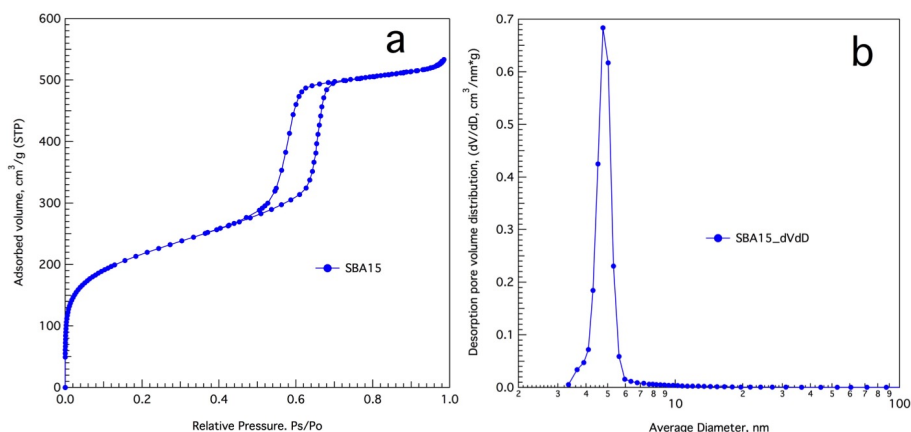 a
600
500
400
300
200
100
0
Adsorbed volume, cm³/g (STP)
SBA15
0.0 0.2 0.4 0.6 0.8 1.0
Relative Pressure. Ps/Po
b
0.7
0.6
0.5
0.4
0.3
0.2
0.1
0.0
Desorption pore volume distribution, (dV/dD, cm³/nm*g)
SBA15_dVdD
2 3 4 5 6 7 8 9 10 2 3 4 5 6 7 8 9 100
Average Diameter, nm